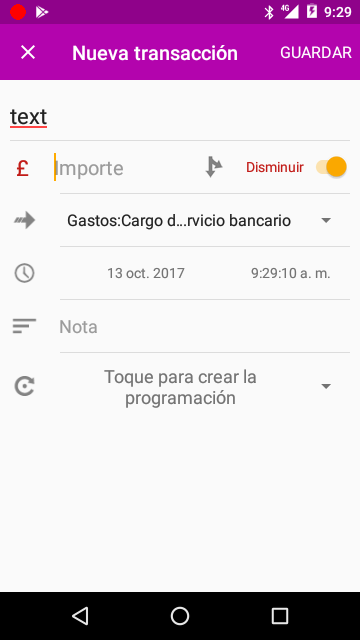 4G 9:29
Nueva transacción GUARDAR
text
£ Importe Disminuir
Gastos:Cargo d...rvicio bancario
13 oct. 2017 9:29:10 a. m.
Nota
Toque para crear la
programación